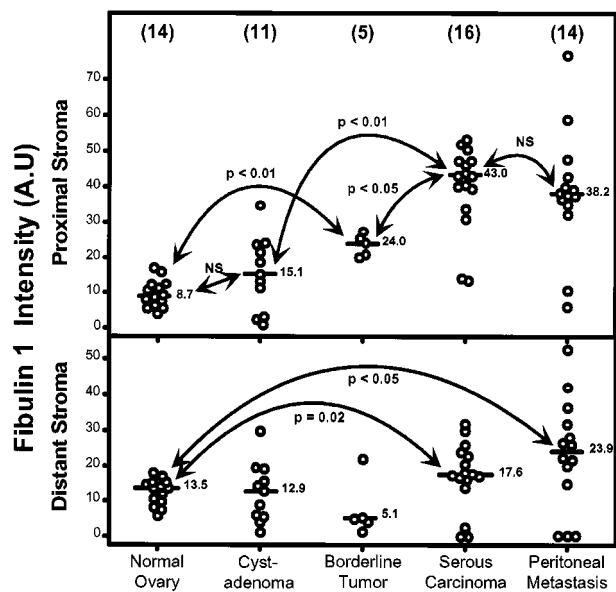 (14) (11) (5) (16) (14)
Fibulin 1 Intensity (A.U)
Proximal Stroma
70
60
50
40
30
20
10
0
p < 0.01
p < 0.01
p < 0.05
NS
NS
8.7
15.1
24.0
43.0
38.2
Distant Stroma
50
40
30
20
10
0
p < 0.05
p = 0.02
13.5
12.9
5.1
17.6
23.9
Normal Ovary
Cyst-adenoma
Borderline Tumor
Serous Carcinoma
Peritoneal Metastasis